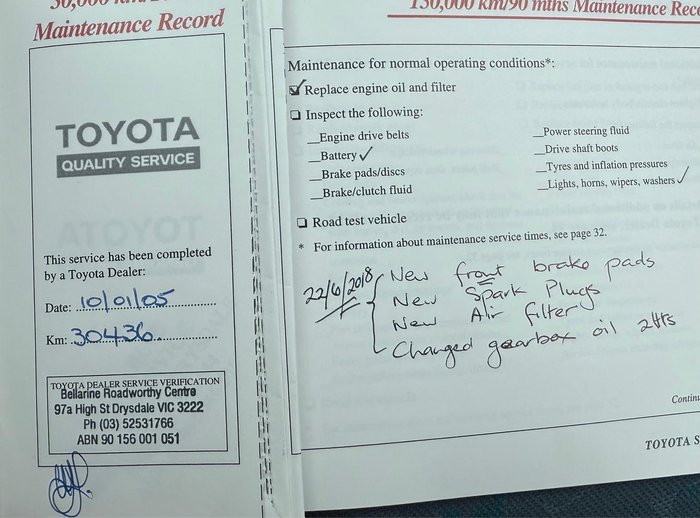 Maintenance Record
TOYOTA
QUALITY SERVICE
This service has been completed
by a Toyota Dealer:
Date: 10/01/05
Km: 30436
TOYOTA DEALER SERVICE VERIFICATION
Bellarine Roadworthy Centre
97a High St Drysdale VIC 3222
Ph (03) 52531766
ABN 90 156 001 051
150,000 km/90 mths Maintenance Reco
Maintenance for normal operating conditions*:
Replace engine oil and filter
Inspect the following:
Engine drive belts
Battery ✓
Brake pads/discs
Brake/clutch fluid
Power steering fluid
Drive shaft boots
Tyres and inflation pressures
Lights, horns, wipers, washers ✓
Road test vehicle
* For information about maintenance service times, see page 32.
22/6/2018
New front brake pads
New Spark Plugs
New Air filter
Changed gearbox oil 2ltrs
Continu
TOYOTA S